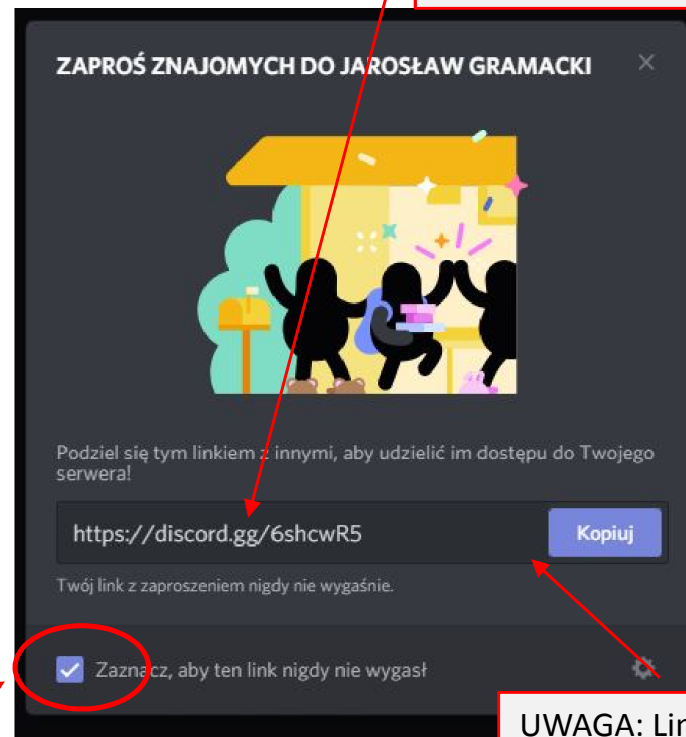 ZAPROŚ ZNAJOMYCH DO JAROSŁAW GRAMACKI
Podziel się tym linkiem z innymi, aby udzielić im dostępu do Twojego
serwera!
https://discord.gg/6shcwR5
Kopiuj
Twój link z zaproszeniem nigdy nie wygaśnie.
Zaznacz, aby ten link nigdy nie wygasł
UWAGA: